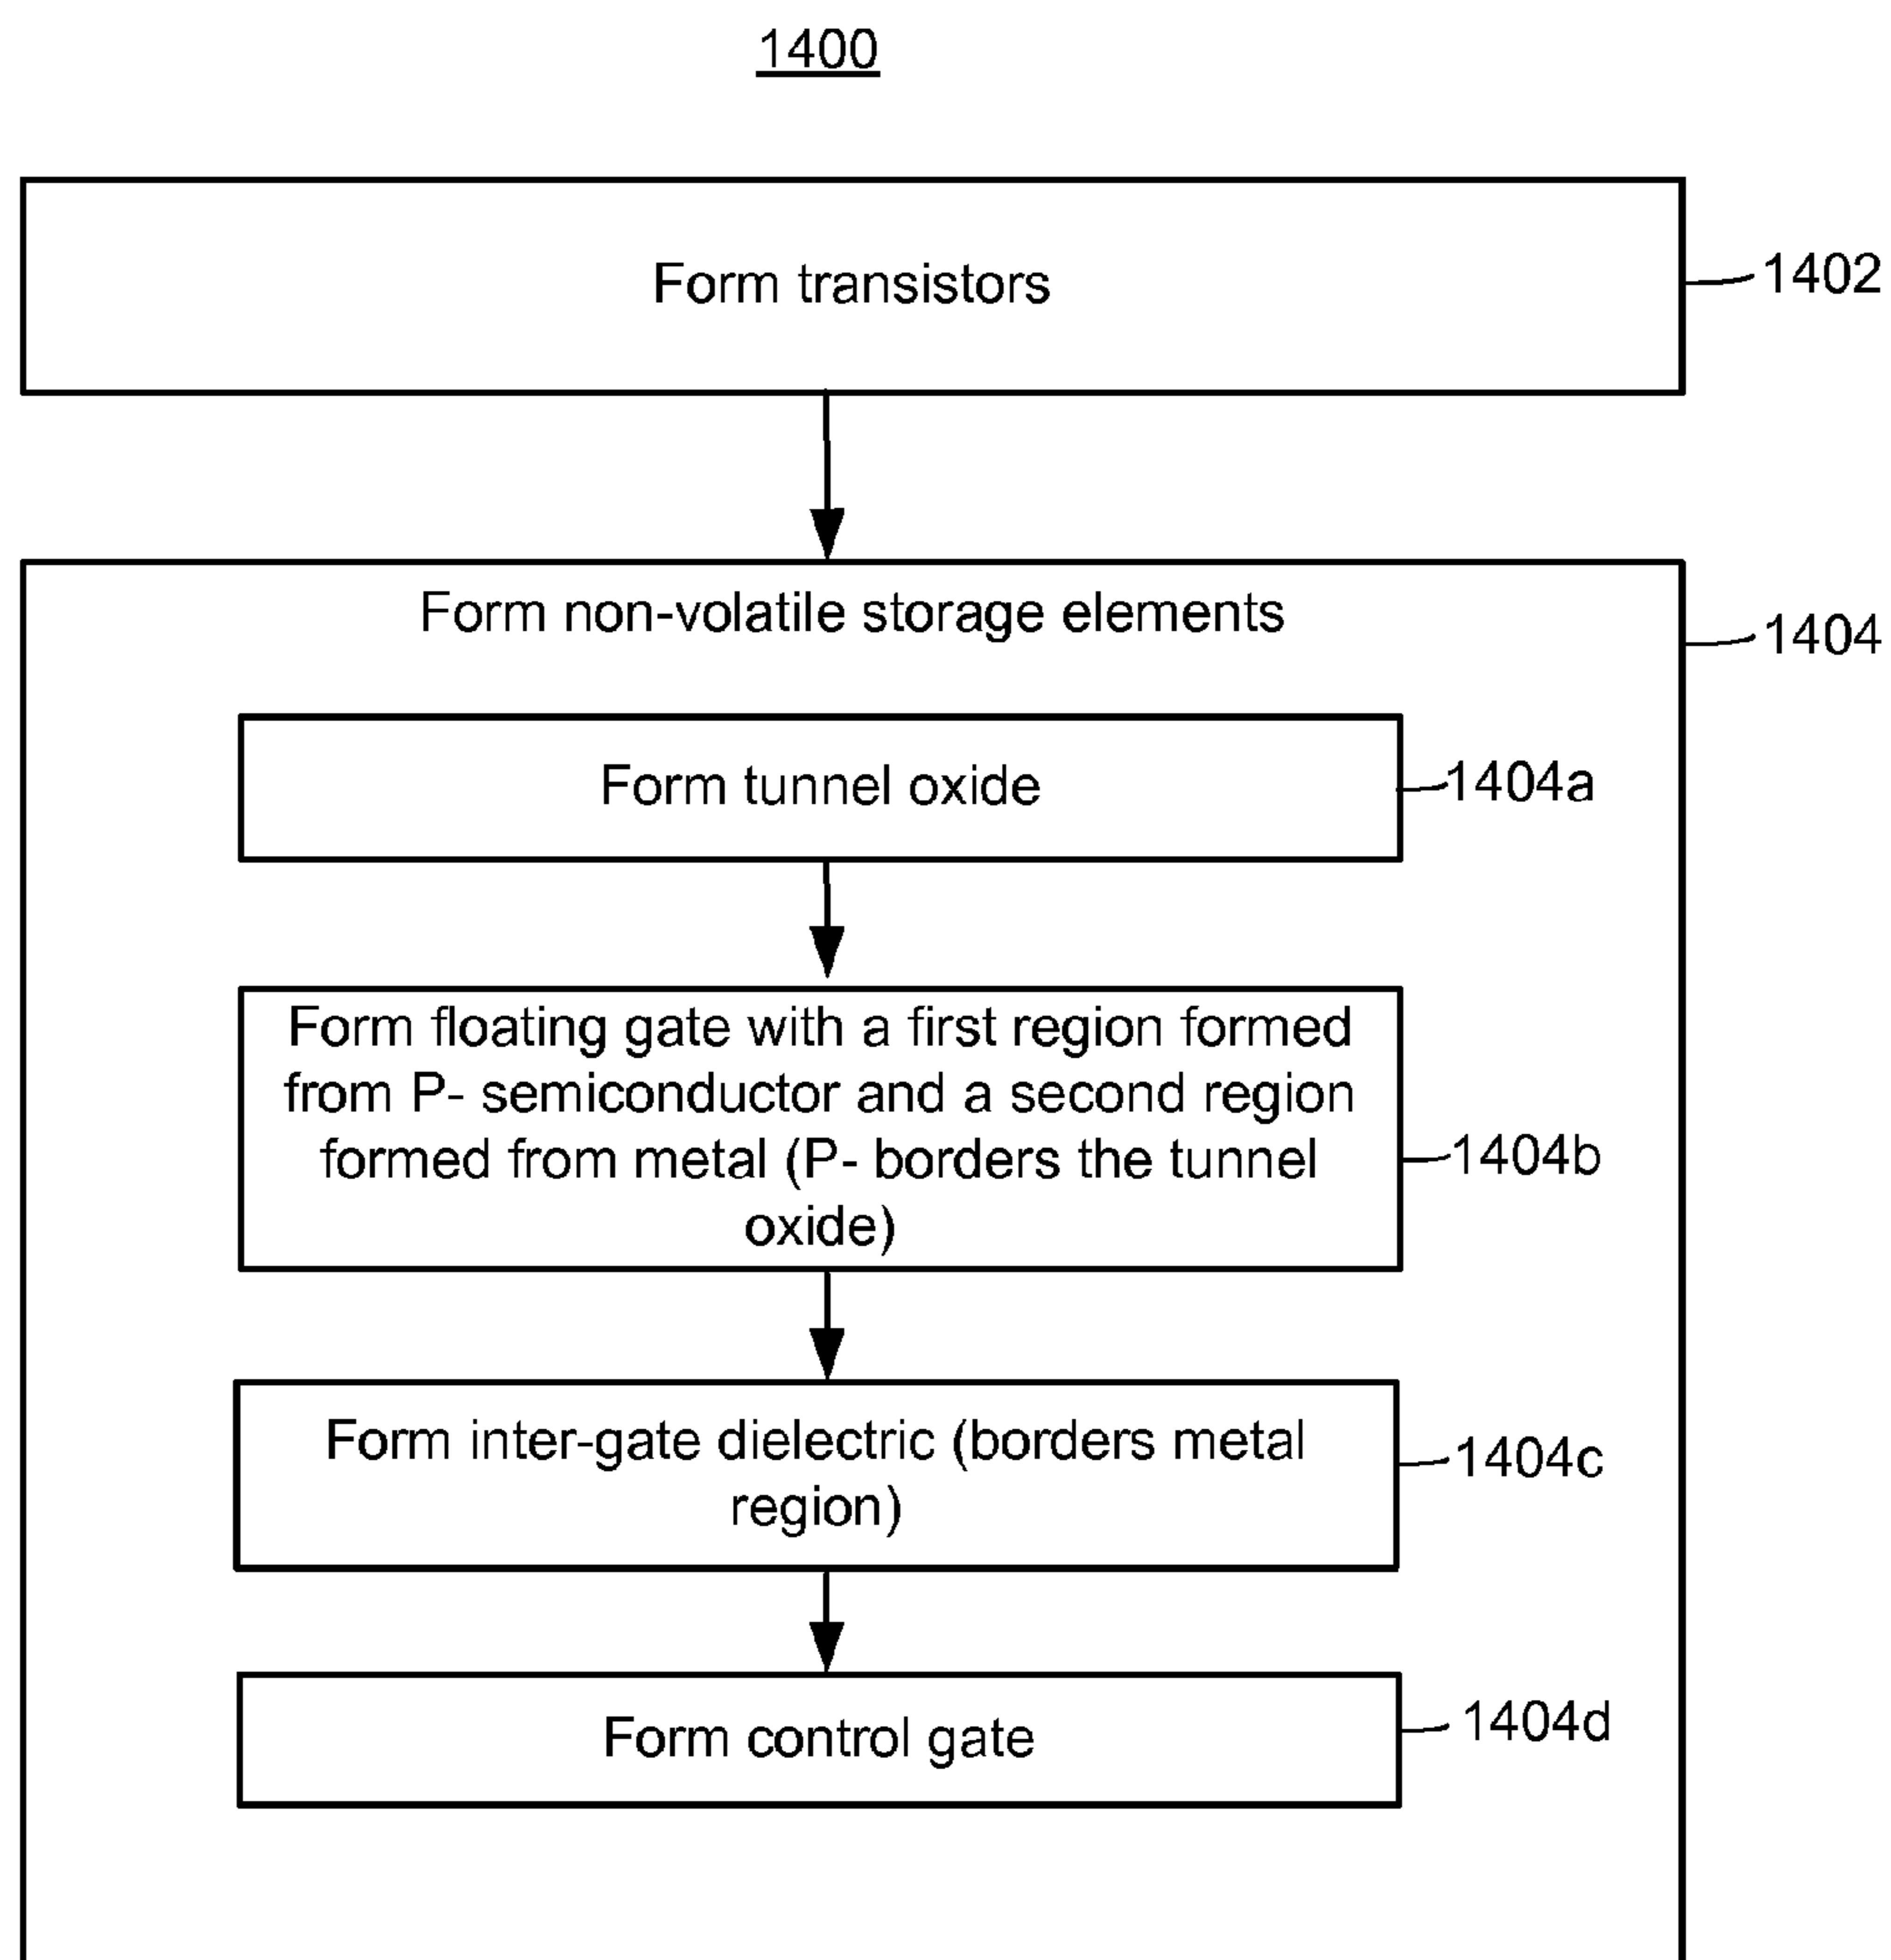 1400
Form transistors
1402
Form non-volatile storage elements
1404
Form tunnel oxide
1404a
Form floating gate with a first region formed
from P- semiconductor and a second region
formed from metal (P- borders the tunnel
oxide)
1404b
Form inter-gate dielectric (borders metal
region)
1404c
Form control gate
1404d